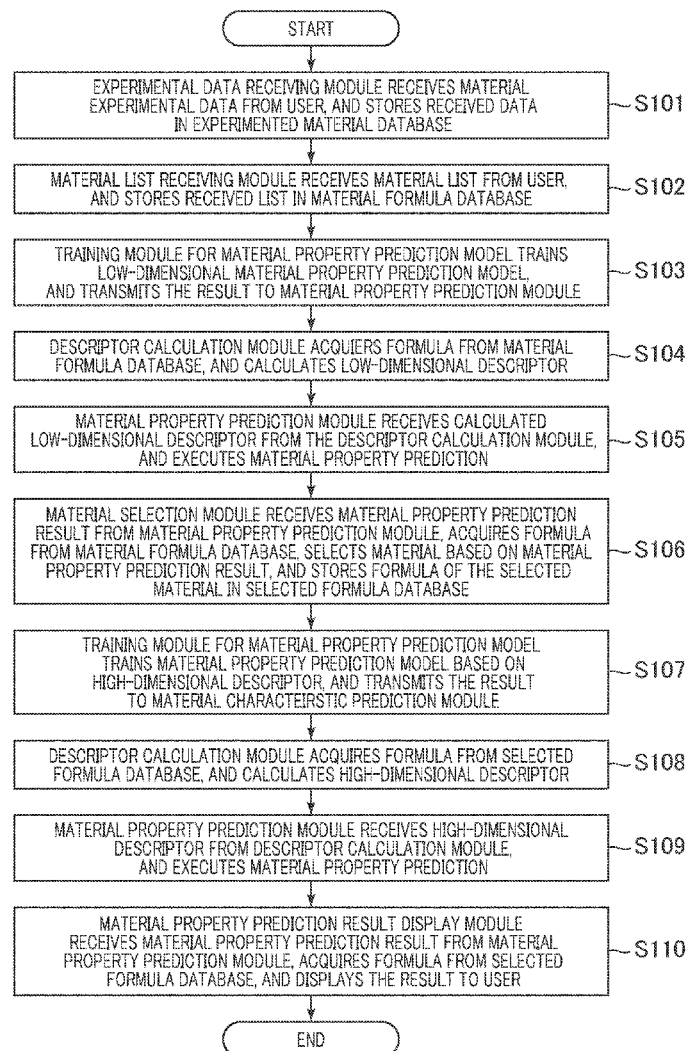 START
EXPERIMENTAL DATA RECEIVING MODULE RECEIVES MATERIAL
EXPERIMENTAL DATA FROM USER, AND STORES RECEIVED DATA
IN EXPERIMENTED MATERIAL DATABASE
S101
MATERIAL LIST RECEIVING MODULE RECEIVES MATERIAL LIST FROM USER,
AND STORES RECEIVED LIST IN MATERIAL FORMULA DATABASE
S102
TRAINING MODULE FOR MATERIAL PROPERTY PREDICTION MODEL TRAINS
LOW-DIMENSIONAL MATERIAL PROPERTY PREDICTION MODEL,
AND TRANSMITS THE RESULT TO MATERIAL PROPERTY PREDICTION MODULE
S103
DESCRIPTOR CALCULATION MODULE ACQUIERS FORMULA FROM MATERIAL
FORMULA DATABASE, AND CALCULATES LOW-DIMENSIONAL DESCRIPTOR
S104
MATERIAL PROPERTY PREDICTION MODULE RECEIVES CALCULATED
LOW-DIMENSIONAL DESCRIPTOR FROM THE DESCRIPTOR CALCULATION MODULE,
AND EXECUTES MATERIAL PROPERTY PREDICTION
S105
MATERIAL SELECTION MODULE RECEIVES MATERIAL PROPERTY PREDICTION
RESULT FROM MATERIAL PROPERTY PREDICTION MODULE, ACQUIRES FORMULA
FROM MATERIAL FORMULA DATABASE, SELECTS MATERIAL BASED ON MATERIAL
PROPERTY PREDICTION RESULT, AND STORES FORMULA OF THE SELECTED
MATERIAL IN SELECTED FORMULA DATABASE
S106
TRAINING MODULE FOR MATERIAL PROPERTY PREDICTION MODEL
TRAINS MATERIAL PROPERTY PREDICTION MODEL BASED ON
HIGH-DIMENSIONAL DESCRIPTOR, AND TRANSMITS THE RESULT
TO MATERIAL CHARACTEIRSTIC PREDICTION MODULE
S107
DESCRIPTOR CALCULATION MODULE ACQUIRES FORMULA FROM SELECTED
FORMULA DATABASE, AND CALCULATES HIGH-DIMENSIONAL DESCRIPTOR
S108
MATERIAL PROPERTY PREDICTION MODULE RECEIVES HIGH-DIMENSIONAL
DESCRIPTOR FROM DESCRIPTOR CALCULATION MODULE,
AND EXECUTES MATERIAL PROPERTY PREDICTION
S109
MATERIAL PROPERTY PREDICTION RESULT DISPLAY MODULE
RECEIVES MATERIAL PROPERTY PREDICTION RESULT FROM MATERIAL
PROPERTY PREDICTION MODULE, ACQUIRES FORMULA FROM SELECTED
FORMULA DATABASE, AND DISPLAYS THE RESULT TO USER
S110
END